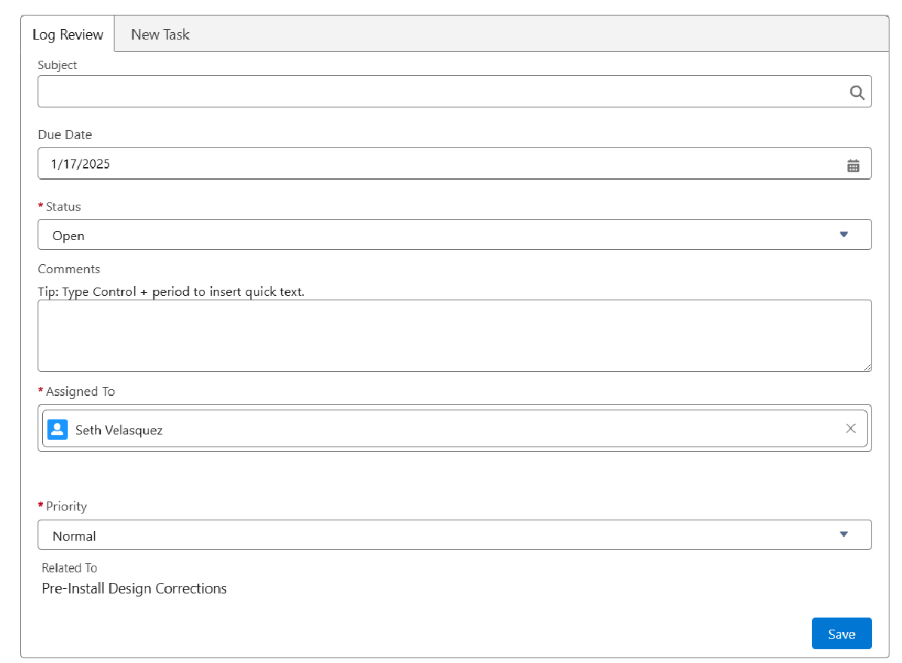 Log Review New Task
Subject
Due Date
1/17/2025
* Status
Open
Comments
Tip: Type Control + period to insert quick text.
* Assigned To
Seth Velasquez
* Priority
Normal
Related To
Pre-Install Design Corrections
Save